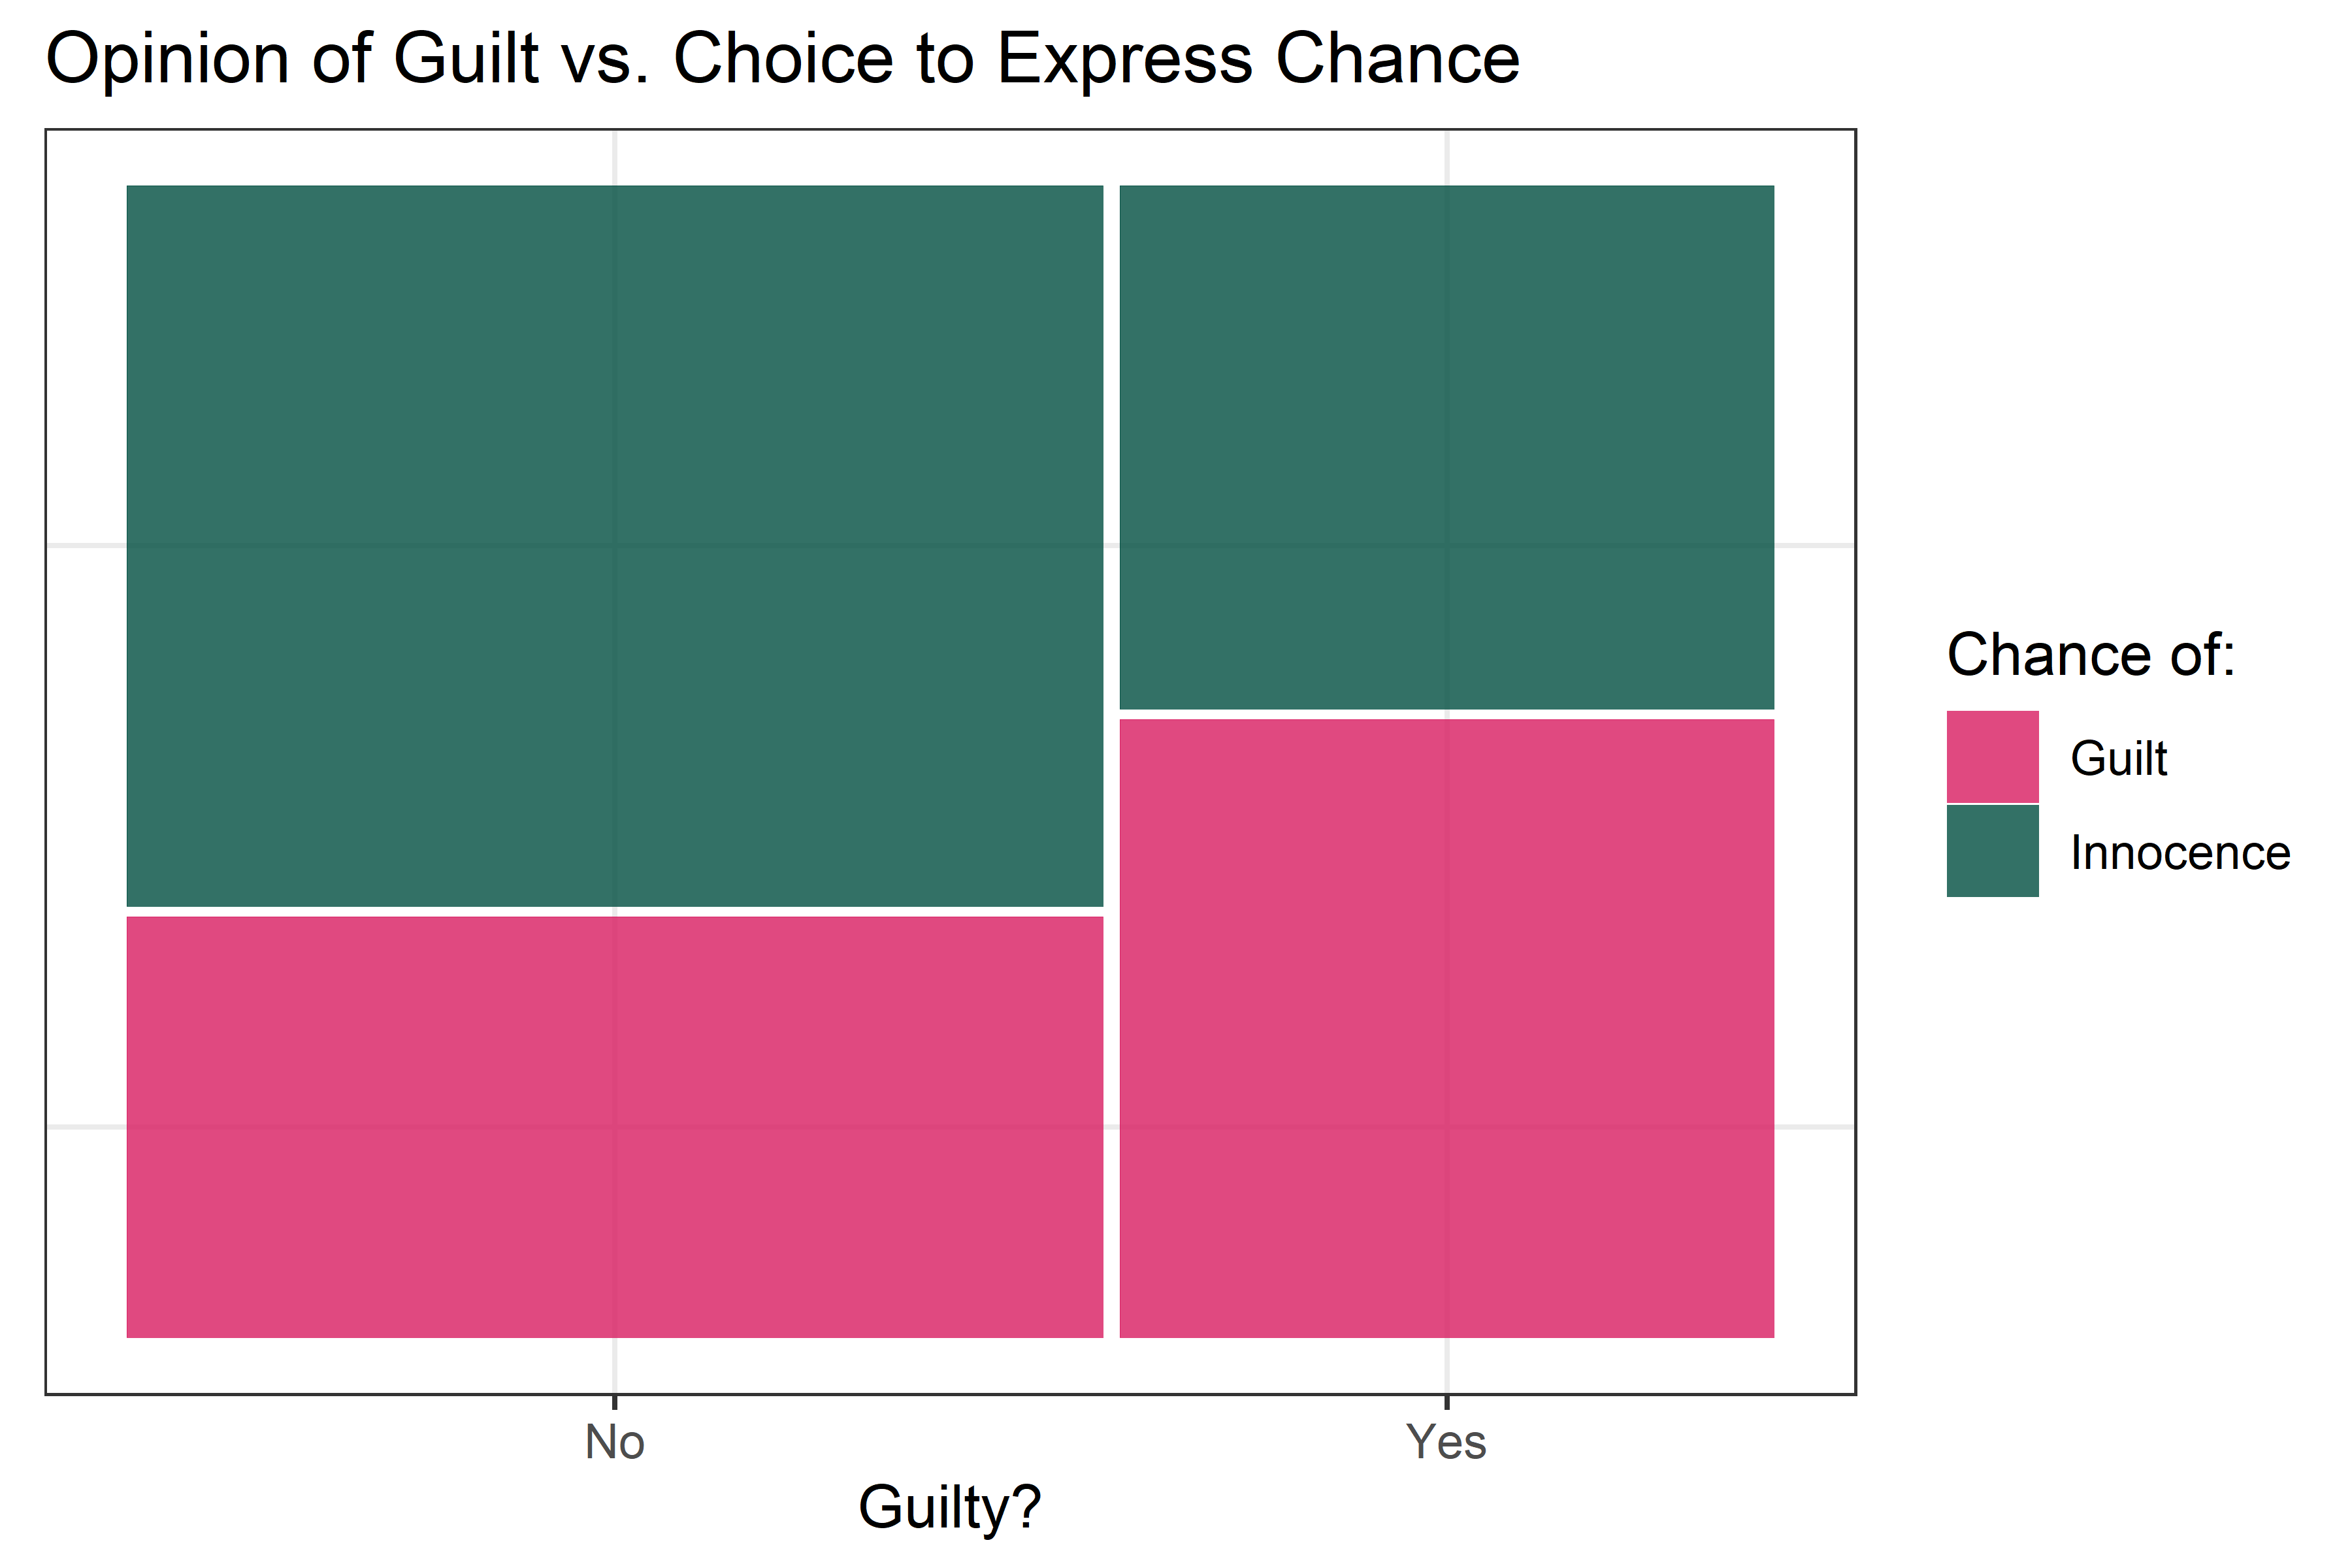 Opinion of Guilt vs. Choice to Express Chance
Chance of:
Guilt
Innocence
No
Yes
Guilty?